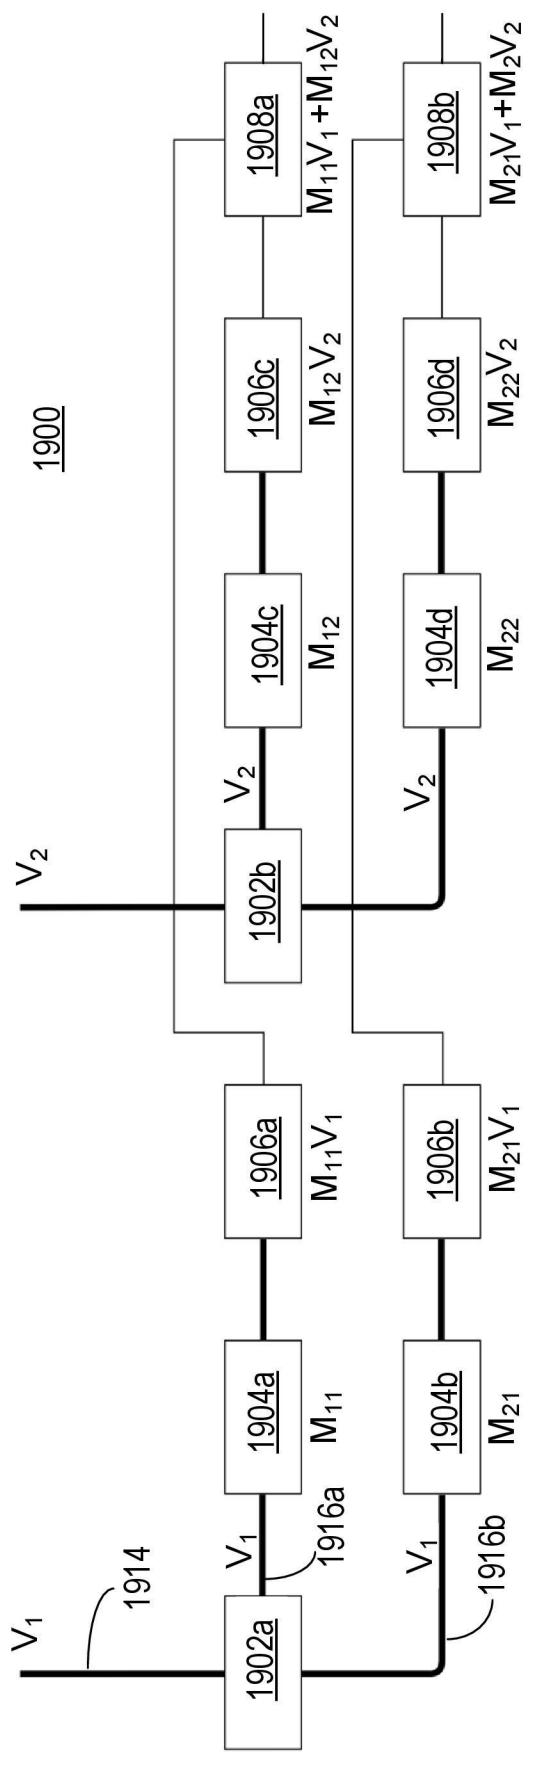 V₁
V₂
1900
1914
V₁
V₂
1902a
1904a
1906a
1902b
1904c
1906c
1908a
1916a
M₁₁
M₁₁V₁
M₁₂
M₁₂V₂
M₁₁V₁+M₁₂V₂
V₁
V₂
1904b
1906b
1904d
1906d
1908b
1916b
M₂₁
M₂₁V₁
M₂₂
M₂₂V₂
M₂₁V₁+M₂V₂